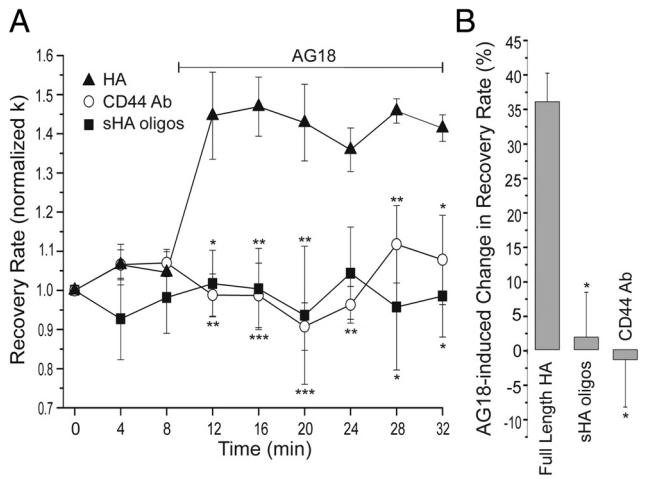 A
AG18
HA
CD44 Ab
sHA oligos
Recovery Rate (normalized k)
1.6
1.5
1.4
1.3
1.2
1.1
1.0
0.9
0.8
0.7
*
**
**
**
*
**
***
***
**
*
*
0 4 8 12 16 20 24 28 32
Time (min)
B
AG18-induced Change in Recovery Rate (%)
45
40
35
30
25
20
15
10
5
0
-5
-10
*
*
Full Length HA
sHA oligos
CD44 Ab